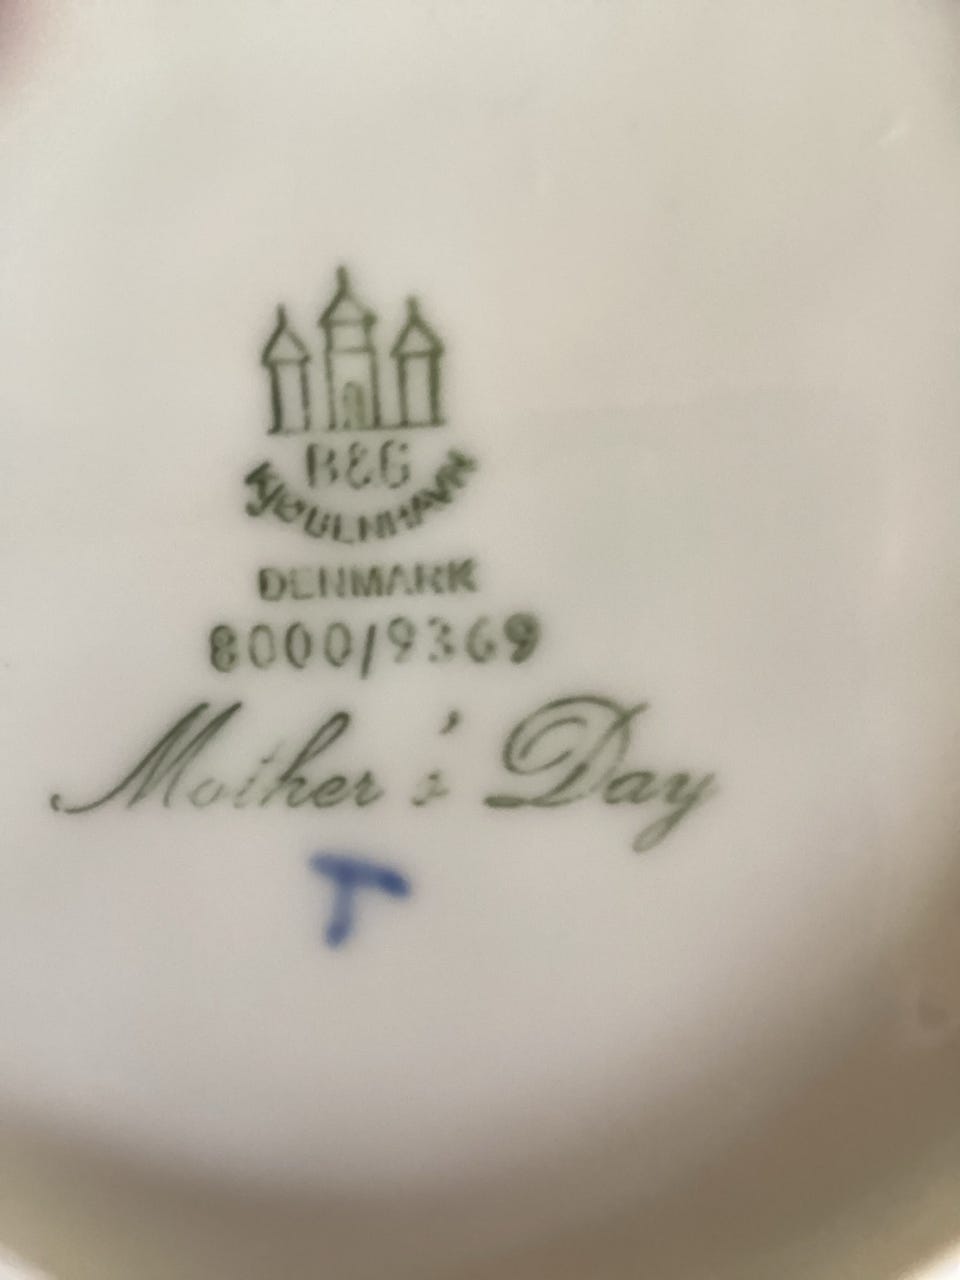 B&G
KJØBENHAVN
DENMARK
8000/9369
Mother's Day
T